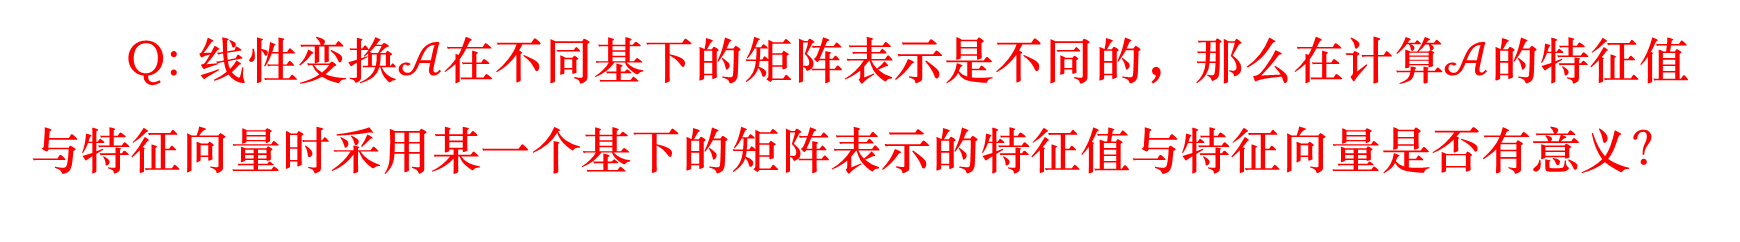 Q: 线性变换𝒜在不同基下的矩阵表示是不同的，那么在计算𝒜的特征值
与特征向量时采用某一个基下的矩阵表示的特征值与特征向量是否有意义？